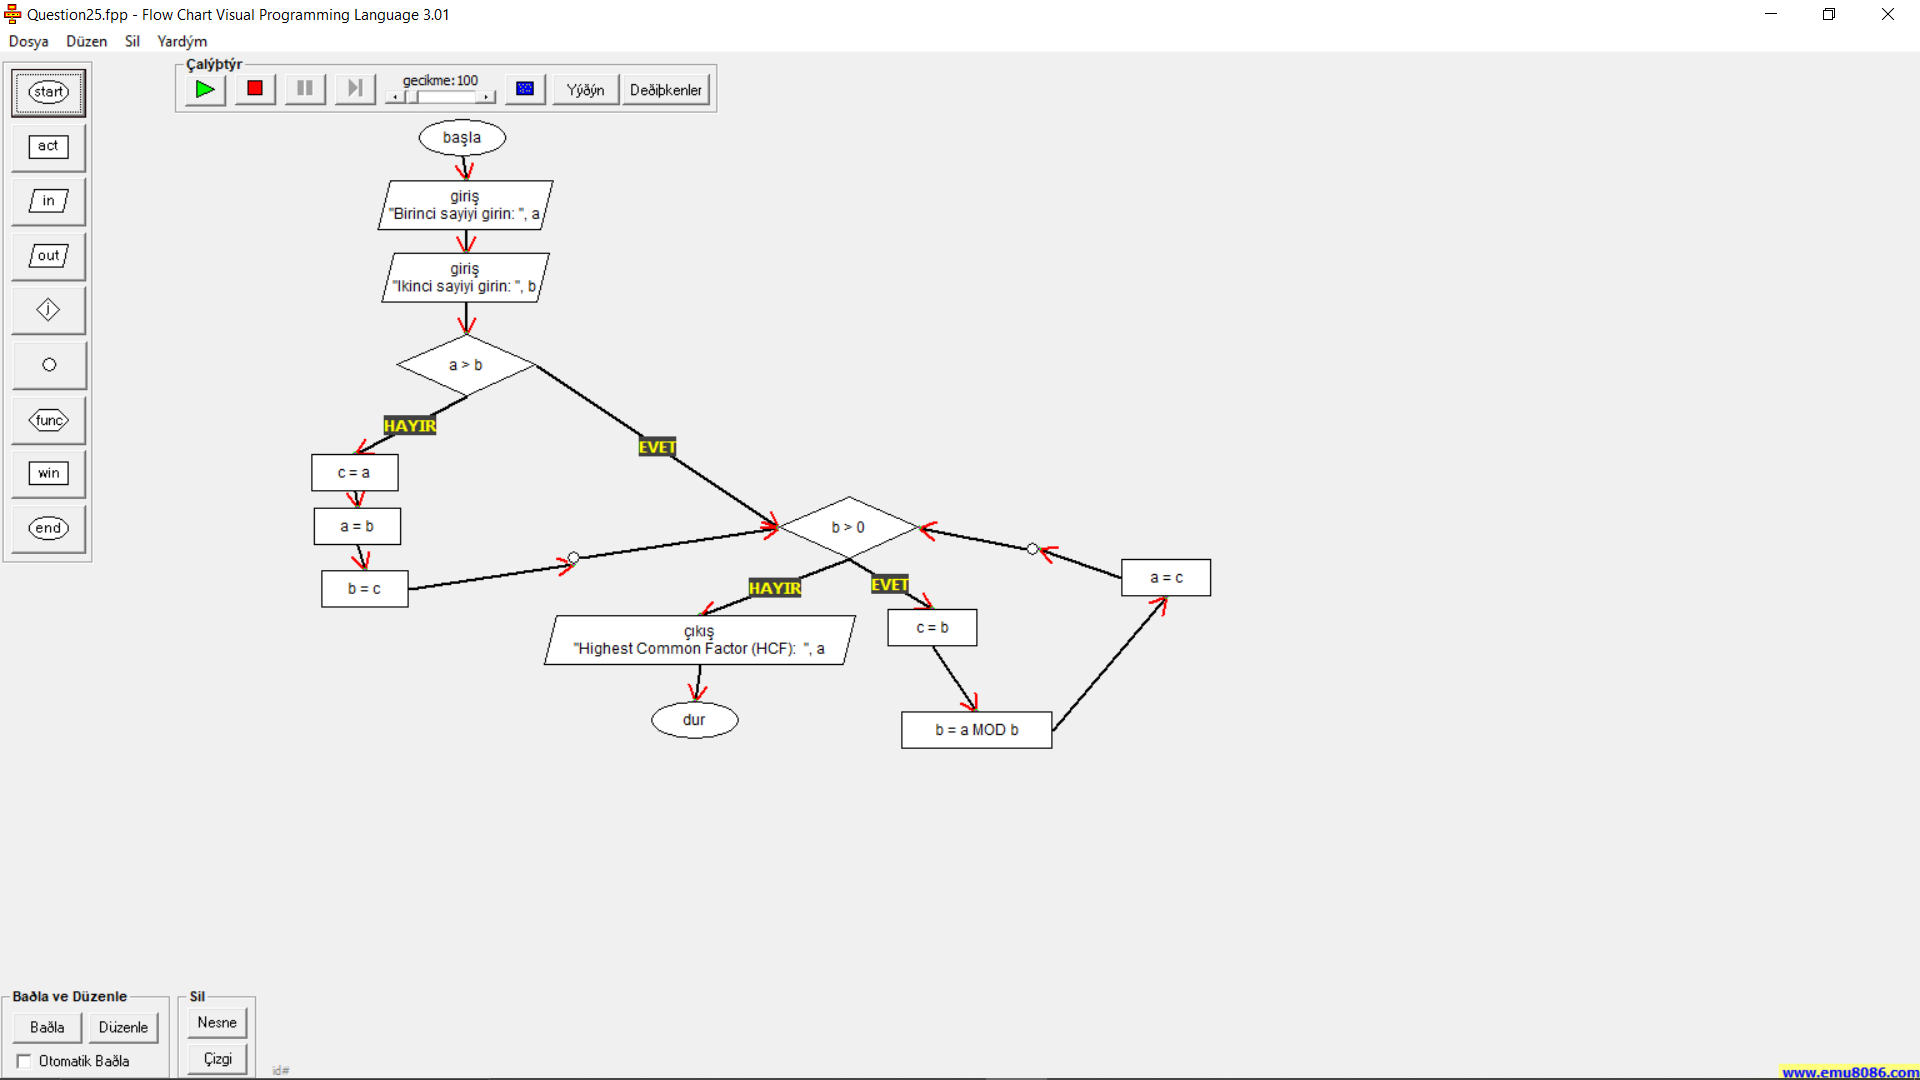 Question25.fpp - Flow Chart Visual Programming Language 3.01
Dosya Düzen Sil Yardým
Çalýþtýr
gecikme:100
Yýðýn
Deðiþkenler
start
act
in
out
j
func
win
end
başla
giriş
"Birinci sayiyi girin: ", a
giriş
"Ikinci sayiyi girin: ", b
a > b
HAYIR
EVET
c = a
a = b
b = c
b > 0
HAYIR
EVET
çıkış
"Highest Common Factor (HCF):  ", a
dur
c = b
b = a MOD b
a = c
Baðla ve Düzenle
Baðla
Düzenle
Otomatik Baðla
Sil
Nesne
Çizgi
id#
www.emu8086.com